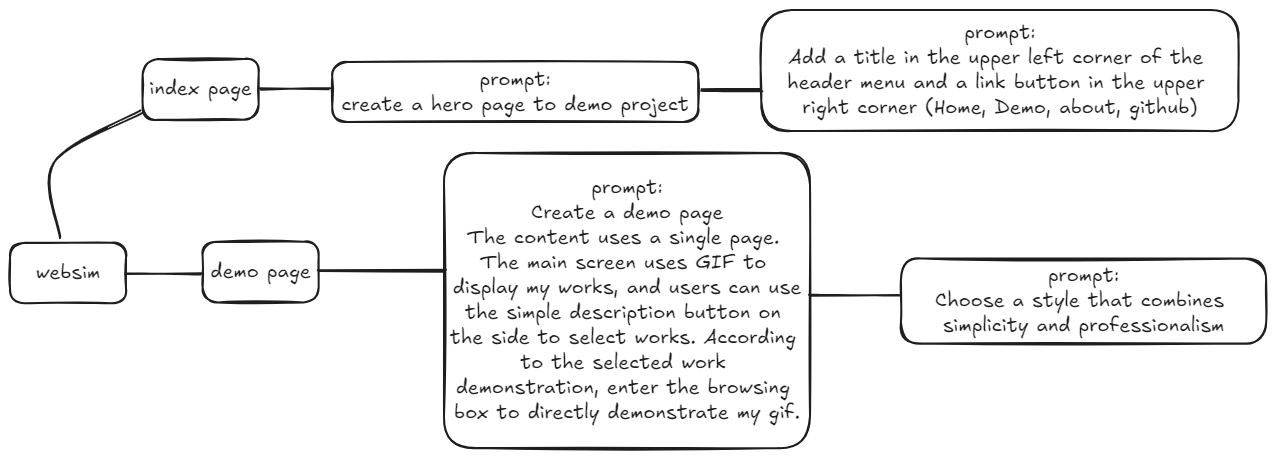 index page
prompt:
create a hero page to demo project
prompt:
Add a title in the upper left corner of the
header menu and a link button in the upper
right corner (Home, Demo, about, github)
websim
demo page
prompt:
Create a demo page
The content uses a single page.
The main screen uses GIF to
display my works, and users can use
the simple description button on
the side to select works. According
to the selected work
demonstration, enter the browsing
box to directly demonstrate my gif.
prompt:
Choose a style that combines
simplicity and professionalism